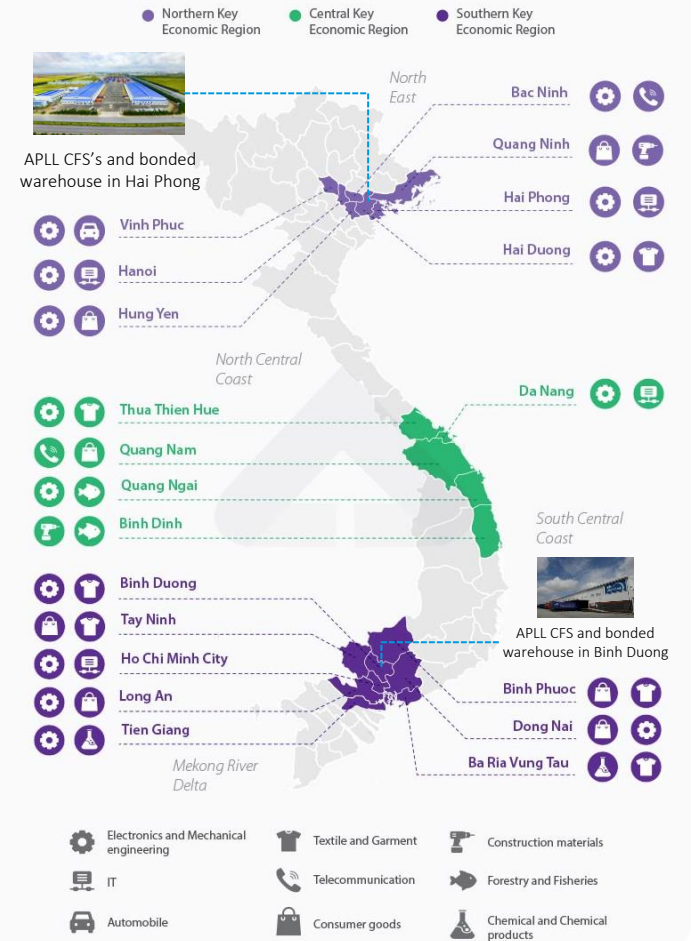 Northern Key
Economic Region
Central Key
Economic Region
Southern Key
Economic Region
North
East
APLL CFS's and bonded
warehouse in Hai Phong
Bac Ninh
Quang Ninh
Hai Phong
Hai Duong
Vinh Phuc
Hanoi
Hung Yen
North Central
Coast
Da Nang
Thua Thien Hue
Quang Nam
Quang Ngai
Binh Dinh
South Central
Coast
APLL CFS and bonded
warehouse in Binh Duong
Binh Duong
Tay Ninh
Ho Chi Minh City
Long An
Tien Giang
Binh Phuoc
Dong Nai
Ba Ria Vung Tau
Mekong River
Delta
Electronics and Mechanical
engineering
Textile and Garment
Construction materials
IT
Telecommunication
Forestry and Fisheries
Automobile
Consumer goods
Chemical and Chemical
products